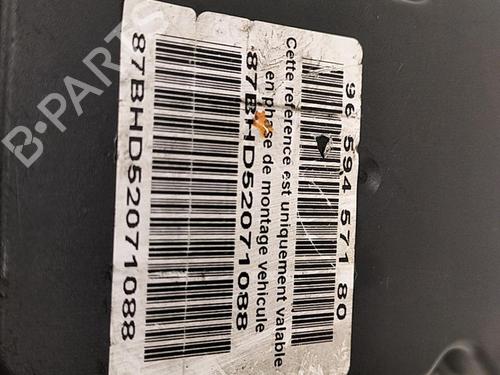 96 594 571 80
Cette reference est uniquement valable
en phase de montage vehicule
87BHD52071088
87BHD52071088
B-PARTS